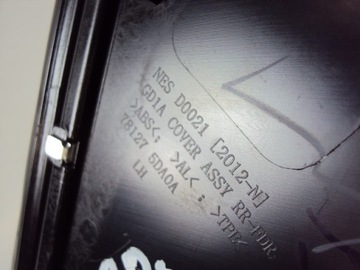 NES D0021 [2012-N]
GD1A COVER ASSY RR-FDR
>ABS<; >AL< ; >TPE<
78127 5DA0A
LH